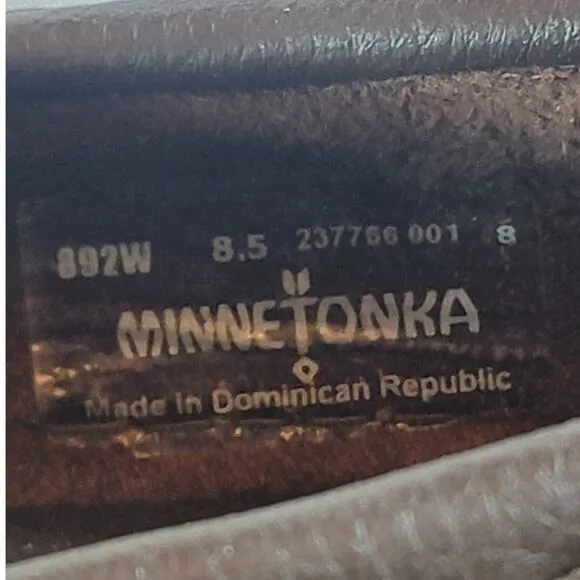 892W 8.5 237766 001 8
MINNETONKA
Made in Dominican Republic